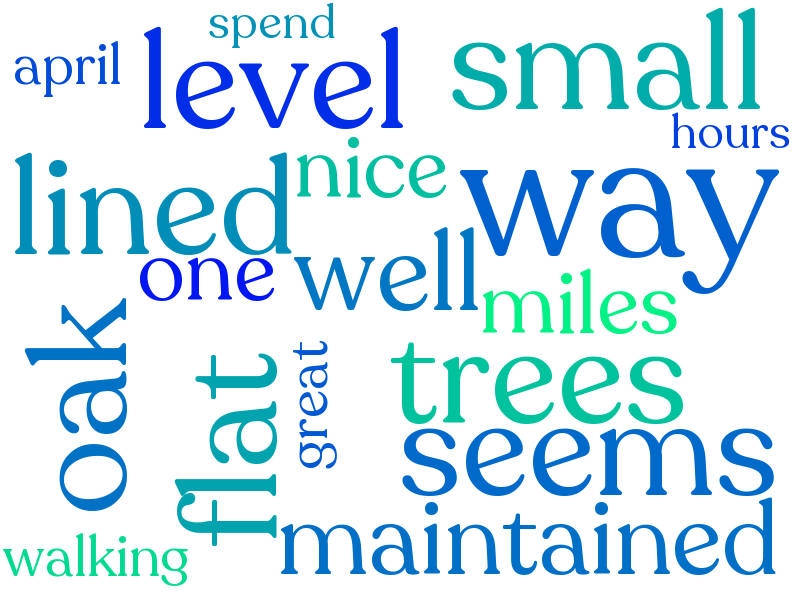 spend
april
level
small
hours
lined
nice
way
one
well
miles
oak
flat
great
trees
seems
maintained
walking